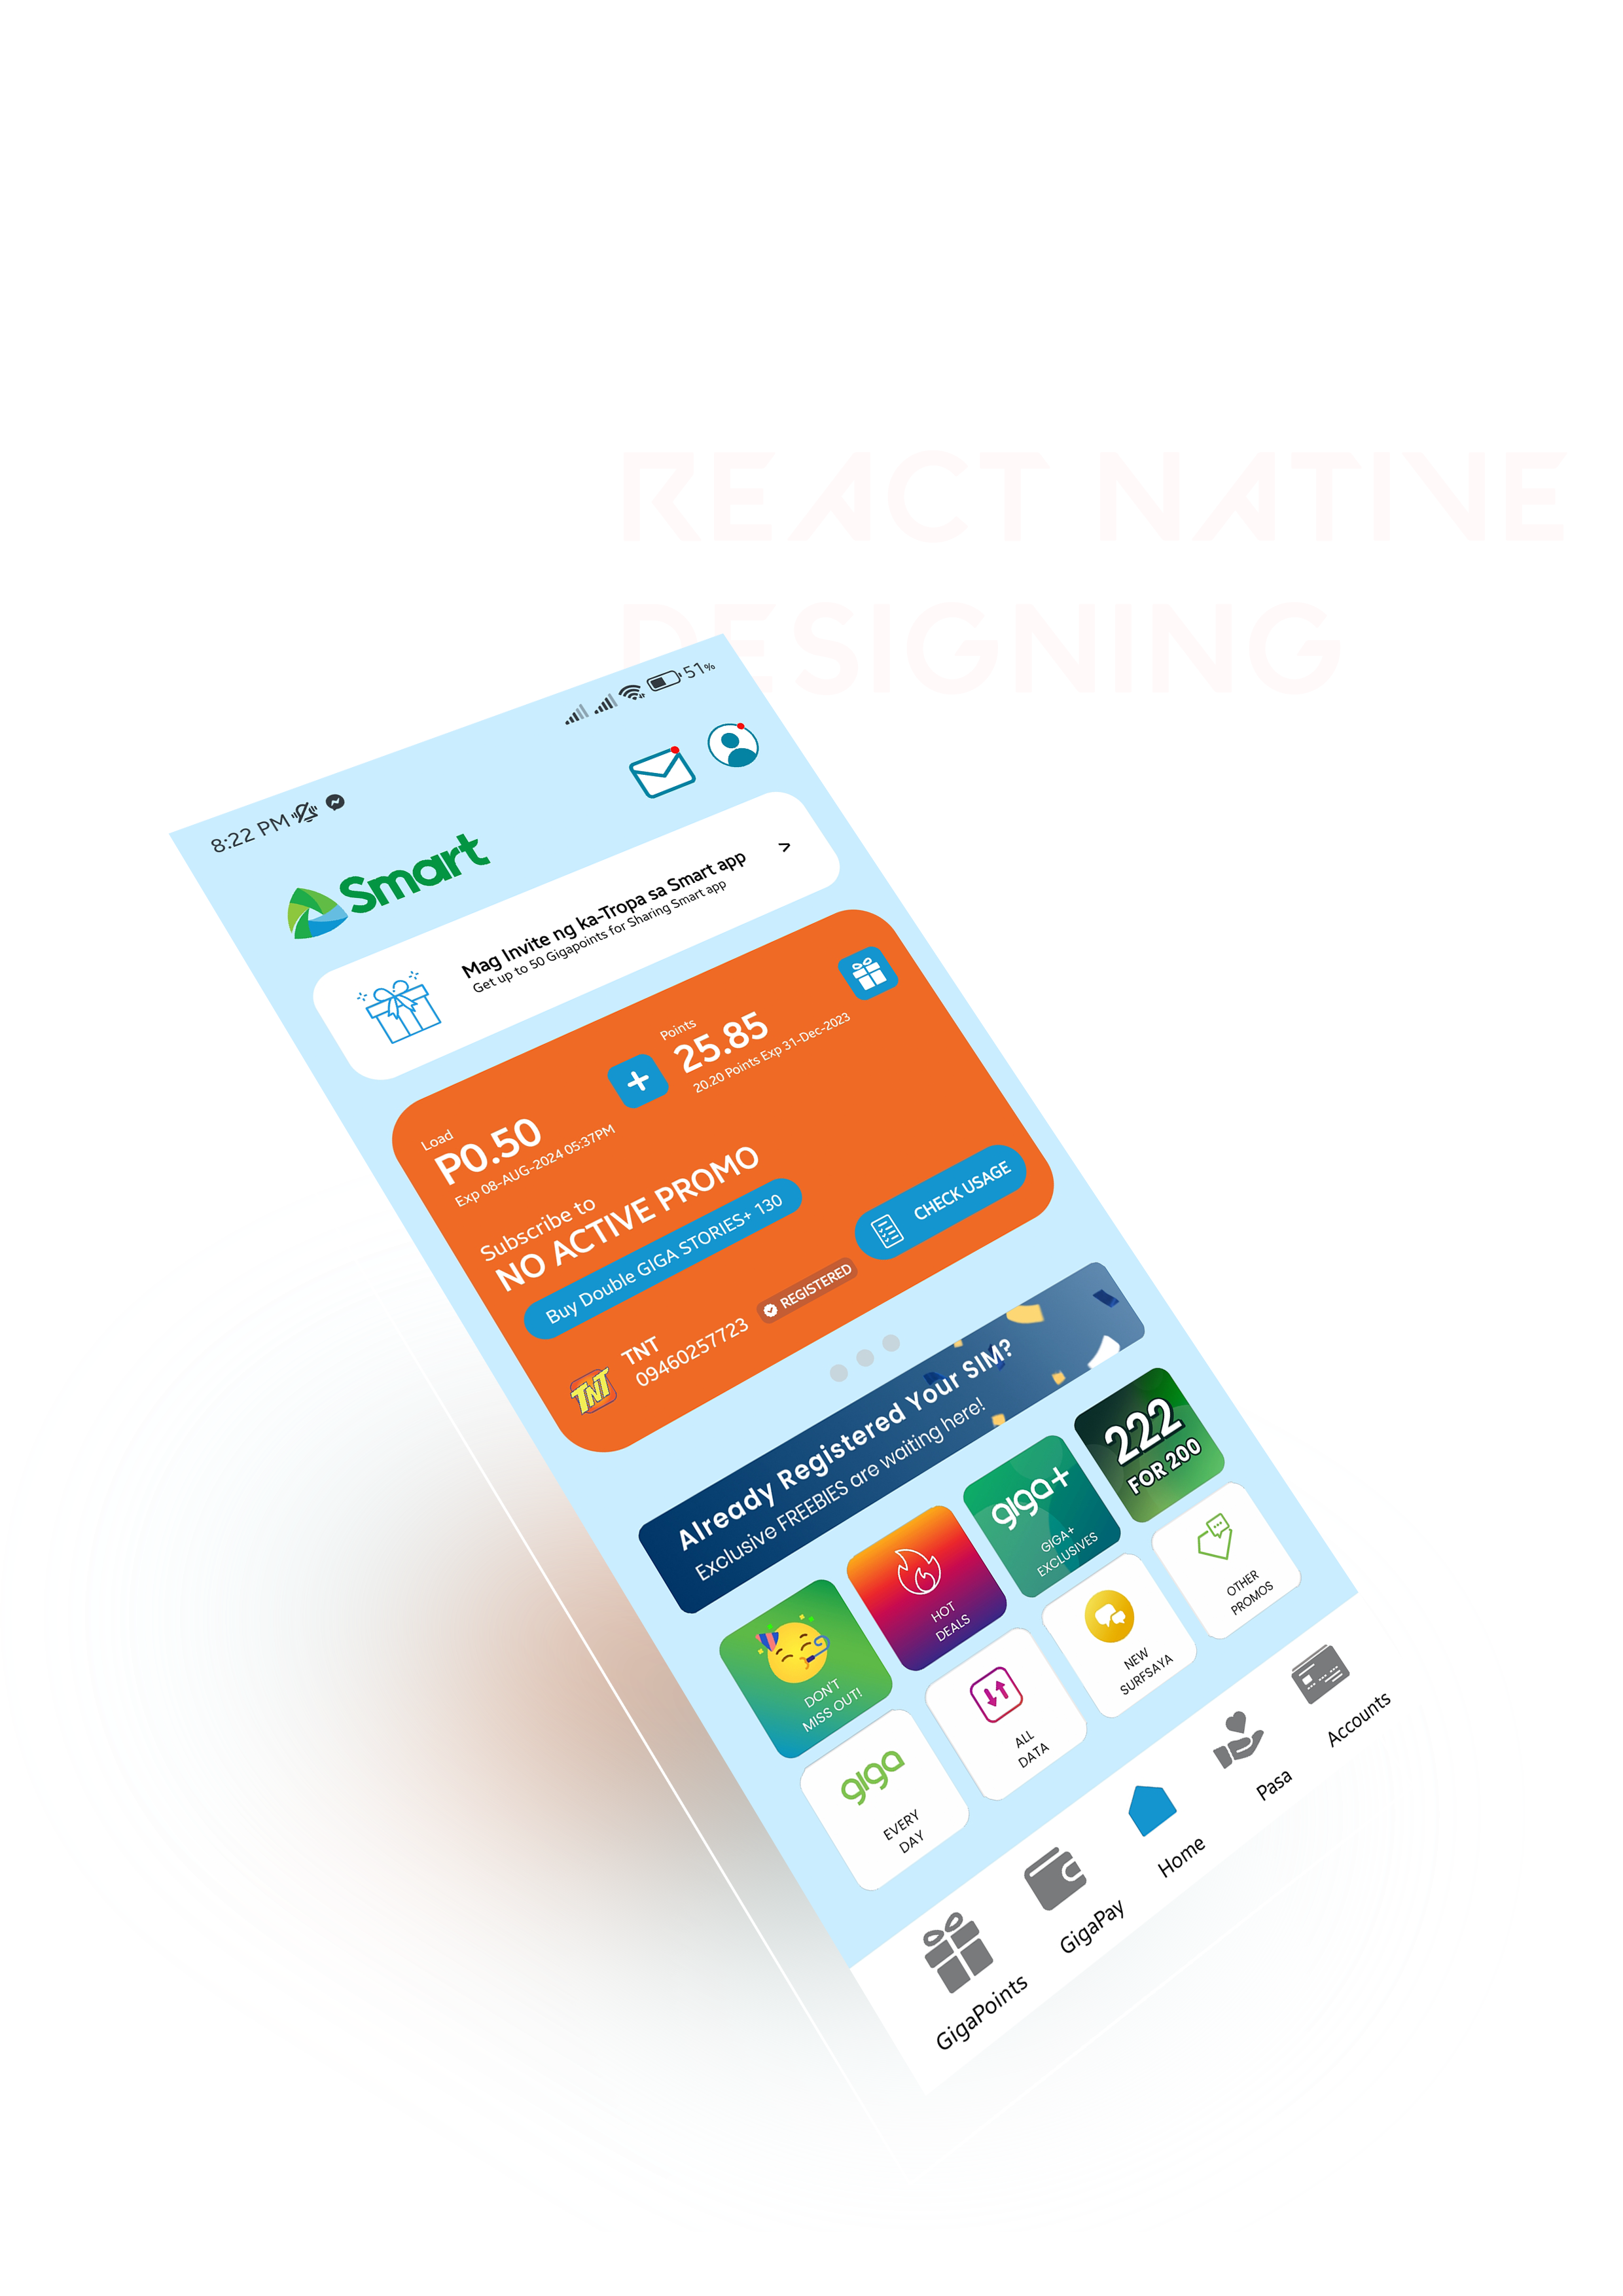 REACT NATIVE
DESIGNING
8:22 PM
51%
Smart
Mag Invite ng ka-Tropa sa Smart app
Get up to 50 Gigapoints for Sharing Smart app
>
Load
P0.50
Exp 08-AUG-2024 05:37PM
+
Points
25.85
20.20 Points Exp 31-Dec-2023
Subscribe to
NO ACTIVE PROMO
Buy Double GIGA STORIES+ 130
CHECK USAGE
TNT
TNT
09460257723
REGISTERED
Already Registered Your SIM?
Exclusive FREEBIES are waiting here!
DON'T
MISS OUT!
HOT
DEALS
giga+
GIGA+
EXCLUSIVES
222
FOR 200
giga
EVERY
DAY
ALL
DATA
NEW
SURFSAYA
OTHER
PROMOS
GigaPoints
GigaPay
Home
Pasa
Accounts